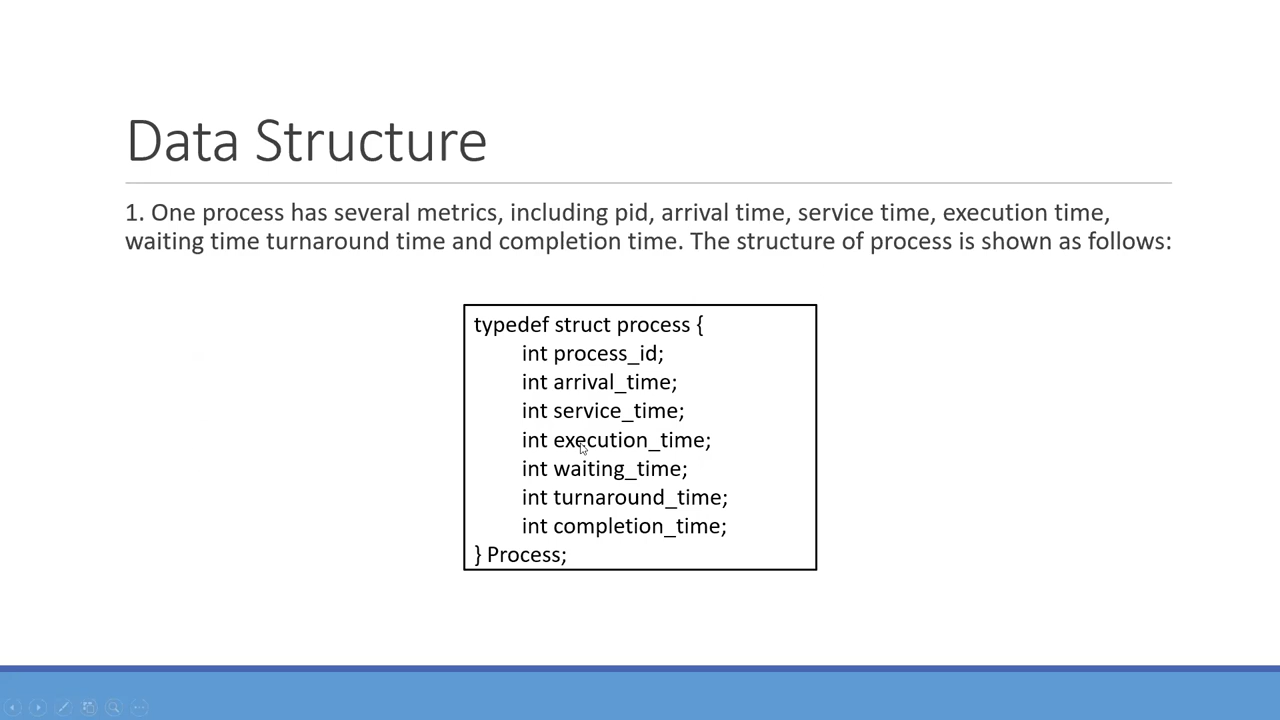 Data Structure
1. One process has several metrics, including pid, arrival time, service time, execution time,
waiting time turnaround time and completion time. The structure of process is shown as follows:
typedef struct process {
int process_id;
int arrival_time;
int service_time;
int execution_time;
int waiting_time;
int turnaround_time;
int completion_time;
} Process;